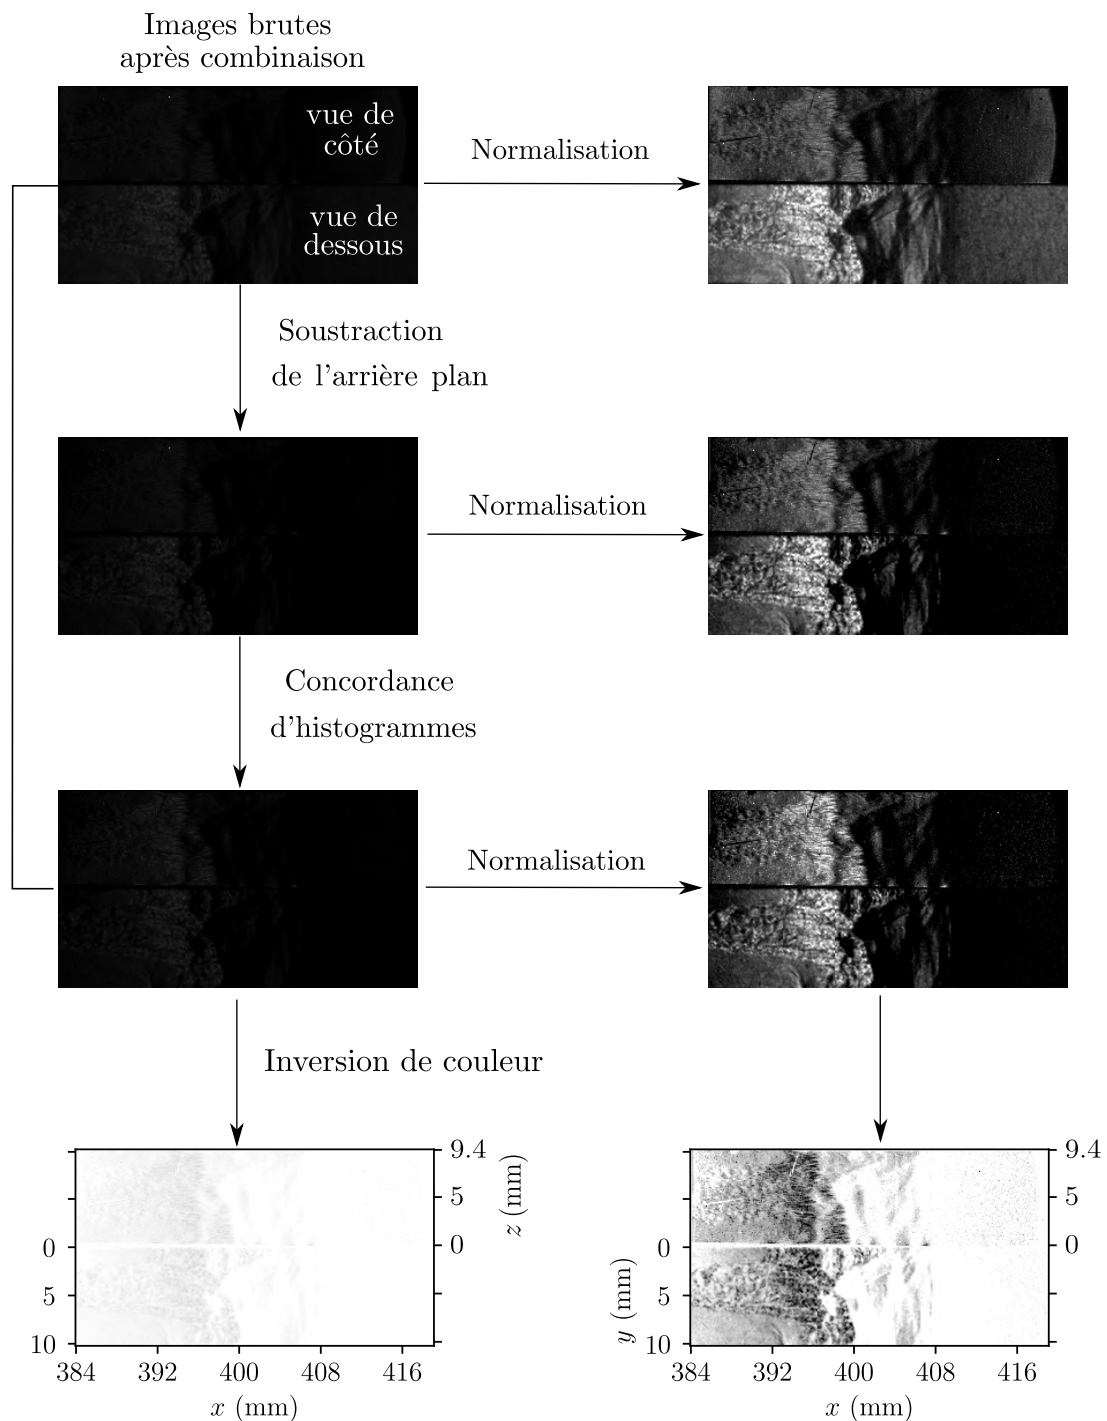 Images brutes
après combinaison
vue de
côté
vue de
dessous
Normalisation
Soustraction
de l'arrière plan
Normalisation
Concordance
d'histogrammes
Normalisation
Inversion de couleur
9.4
5
0
z (mm)
0
5
10
384 392 400 408 416
x (mm)
9.4
5
0
0
5
10
y (mm)
384 392 400 408 416
x (mm)